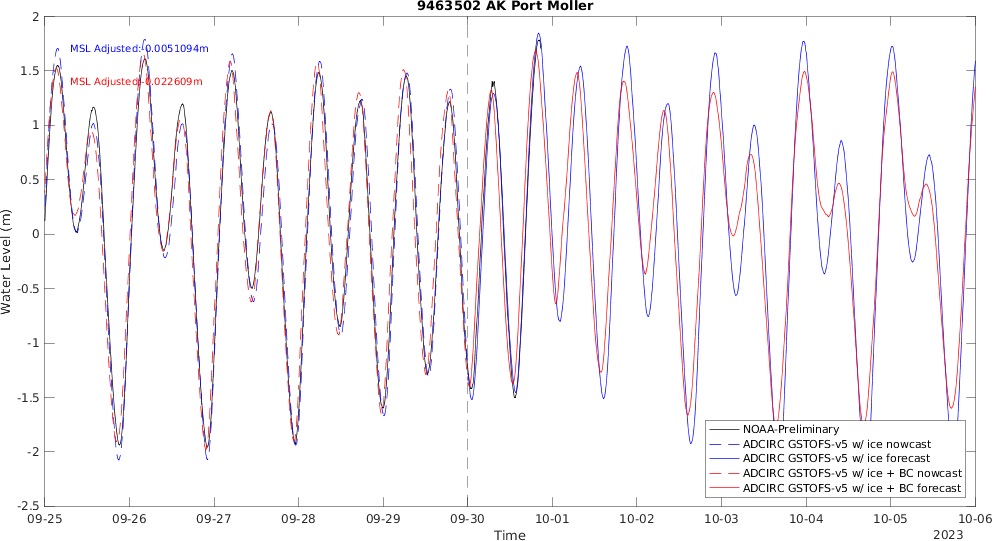 9463502 AK Port Moller
MSL Adjusted:-0.0051094m
MSL Adjusted:-0.022609m
Water Level (m)
2
1.5
1
0.5
0
-0.5
-1
-1.5
-2
-2.5
09-25 09-26 09-27 09-28 09-29 09-30 10-01 10-02 10-03 10-04 10-05 10-06
Time
2023
NOAA-Preliminary
ADCIRC GSTOFS-v5 w/ ice nowcast
ADCIRC GSTOFS-v5 w/ ice forecast
ADCIRC GSTOFS-v5 w/ ice + BC nowcast
ADCIRC GSTOFS-v5 w/ ice + BC forecast